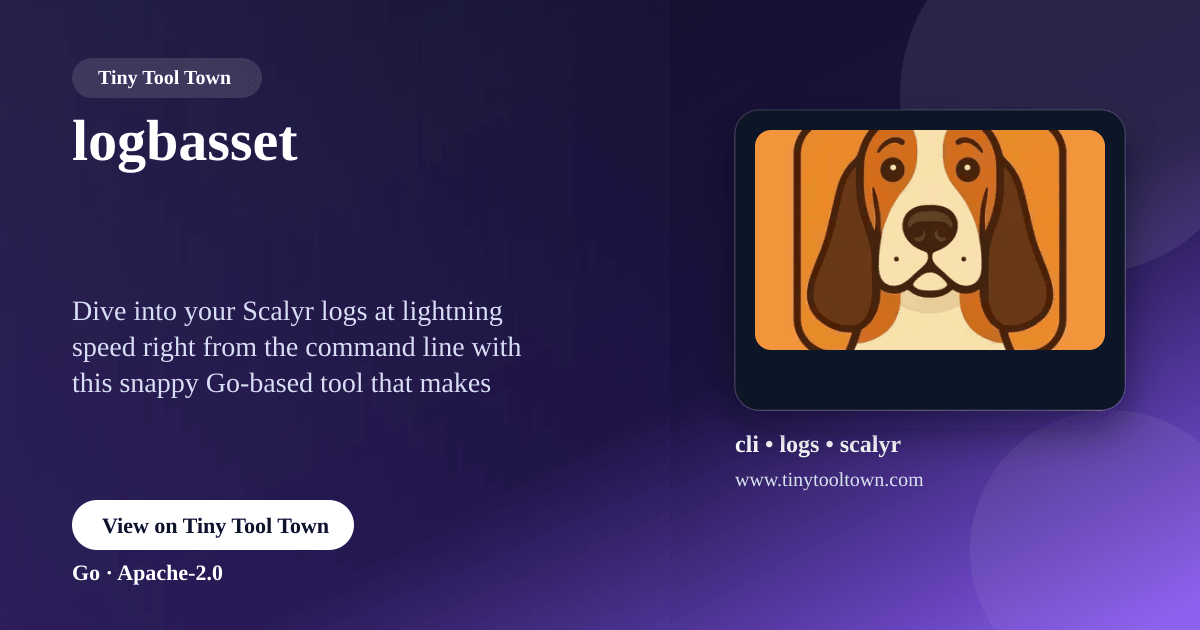 Tiny Tool Town
logbasset
Dive into your Scalyr logs at lightning
speed right from the command line with
this snappy Go-based tool that makes
View on Tiny Tool Town
Go · Apache-2.0
cli • logs • scalyr
www.tinytooltown.com